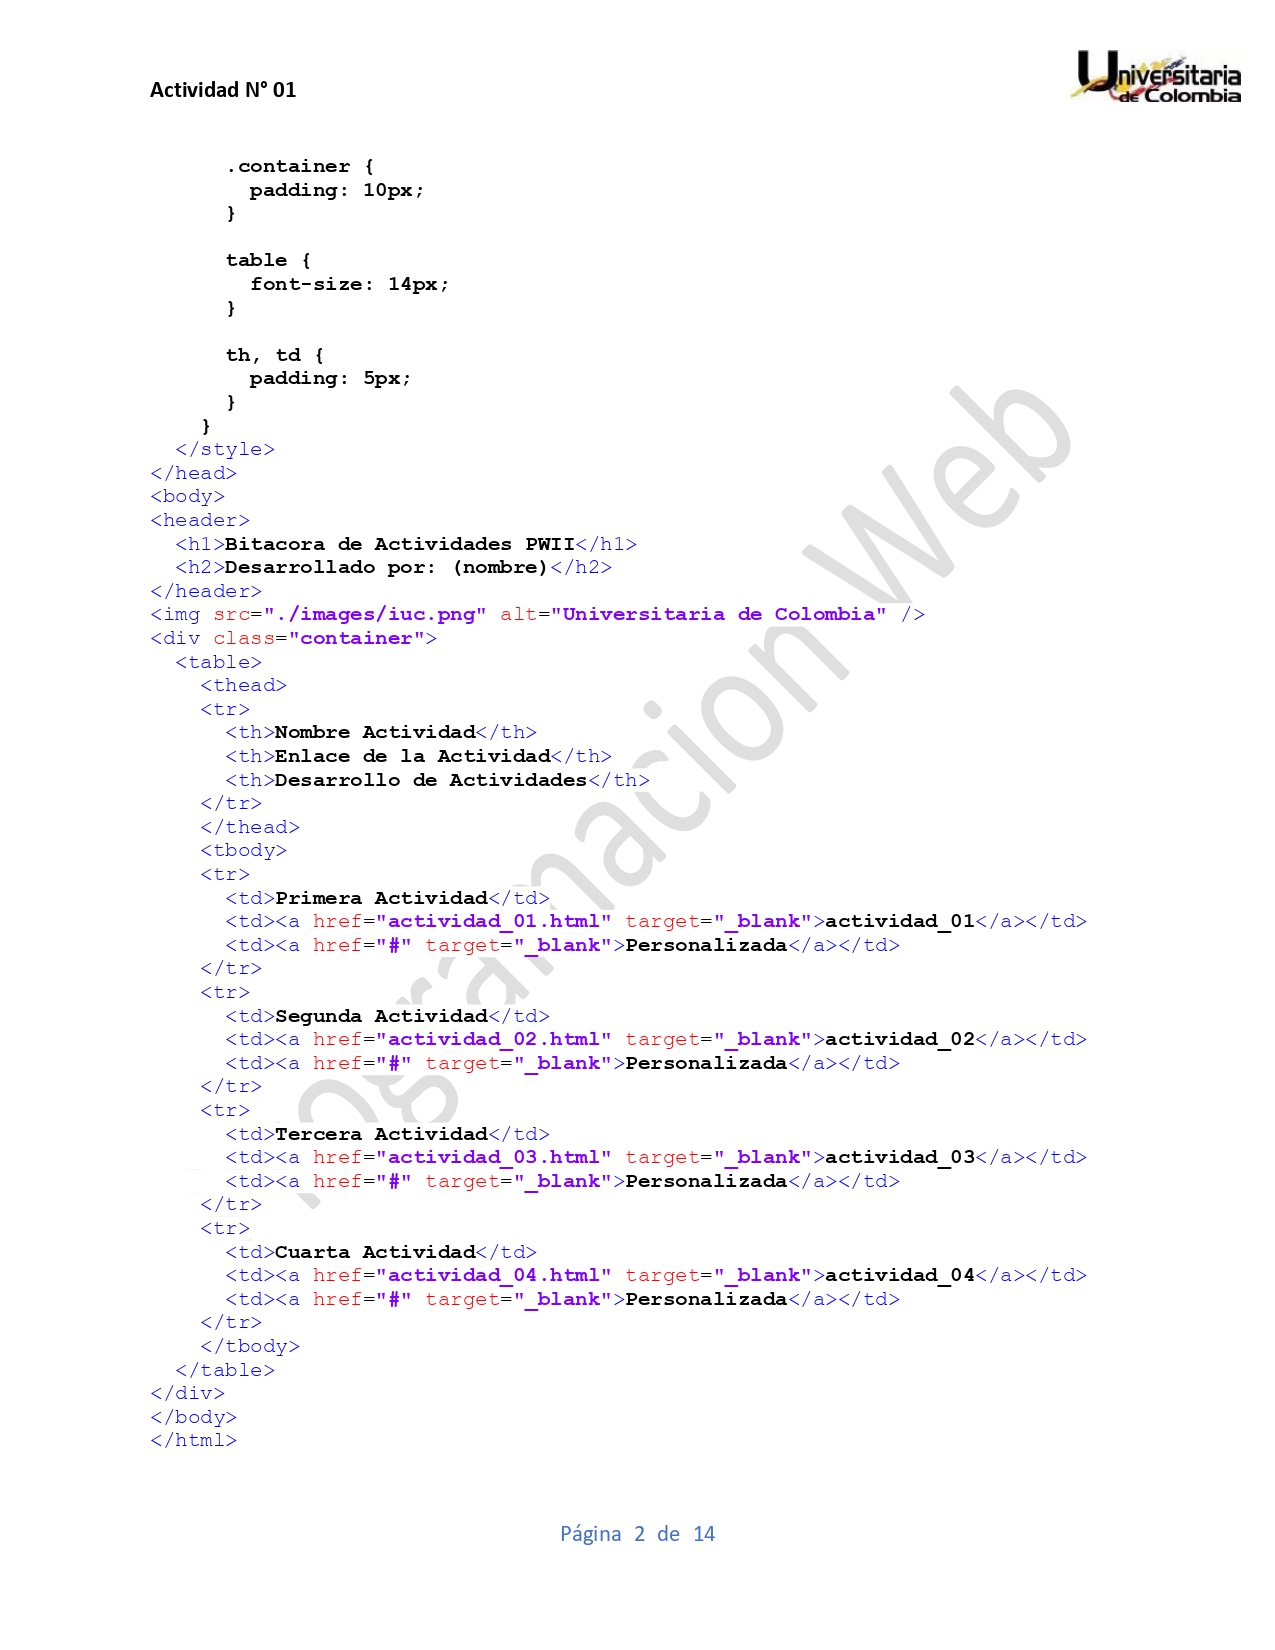 Actividad N° 01
Universitaria
de Colombia
      .container {
        padding: 10px;
      }

      table {
        font-size: 14px;
      }

      th, td {
        padding: 5px;
      }
    }
  </style>
</head>
<body>
<header>
  <h1>Bitacora de Actividades PWII</h1>
  <h2>Desarrollado por: (nombre)</h2>
</header>
<img src="./images/iuc.png" alt="Universitaria de Colombia" />
<div class="container">
  <table>
    <thead>
    <tr>
      <th>Nombre Actividad</th>
      <th>Enlace de la Actividad</th>
      <th>Desarrollo de Actividades</th>
    </tr>
    </thead>
    <tbody>
    <tr>
      <td>Primera Actividad</td>
      <td><a href="actividad_01.html" target="_blank">actividad_01</a></td>
      <td><a href="#" target="_blank">Personalizada</a></td>
    </tr>
    <tr>
      <td>Segunda Actividad</td>
      <td><a href="actividad_02.html" target="_blank">actividad_02</a></td>
      <td><a href="#" target="_blank">Personalizada</a></td>
    </tr>
    <tr>
      <td>Tercera Actividad</td>
      <td><a href="actividad_03.html" target="_blank">actividad_03</a></td>
      <td><a href="#" target="_blank">Personalizada</a></td>
    </tr>
    <tr>
      <td>Cuarta Actividad</td>
      <td><a href="actividad_04.html" target="_blank">actividad_04</a></td>
      <td><a href="#" target="_blank">Personalizada</a></td>
    </tr>
    </tbody>
  </table>
</div>
</body>
</html>
Programacion Web
Página 2 de 14